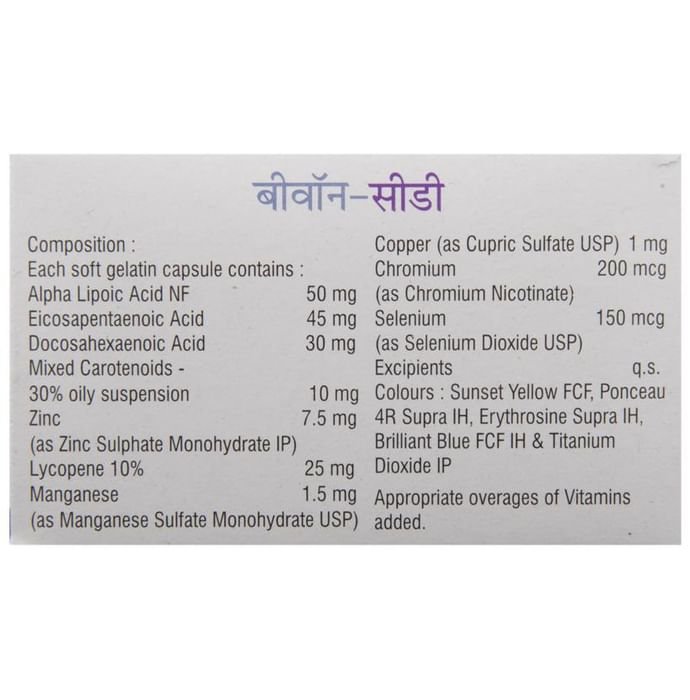 बीवॉन-सीडी
Composition :
Each soft gelatin capsule contains :
Alpha Lipoic Acid NF 50 mg
Eicosapentaenoic Acid 45 mg
Docosahexaenoic Acid 30 mg
Mixed Carotenoids -
30% oily suspension 10 mg
Zinc 7.5 mg
(as Zinc Sulphate Monohydrate IP)
Lycopene 10% 25 mg
Manganese 1.5 mg
(as Manganese Sulfate Monohydrate USP)
Copper (as Cupric Sulfate USP) 1 mg
Chromium 200 mcg
(as Chromium Nicotinate)
Selenium 150 mcg
(as Selenium Dioxide USP)
Excipients q.s.
Colours : Sunset Yellow FCF, Ponceau
4R Supra IH, Erythrosine Supra IH,
Brilliant Blue FCF IH & Titanium
Dioxide IP
Appropriate overages of Vitamins
added.